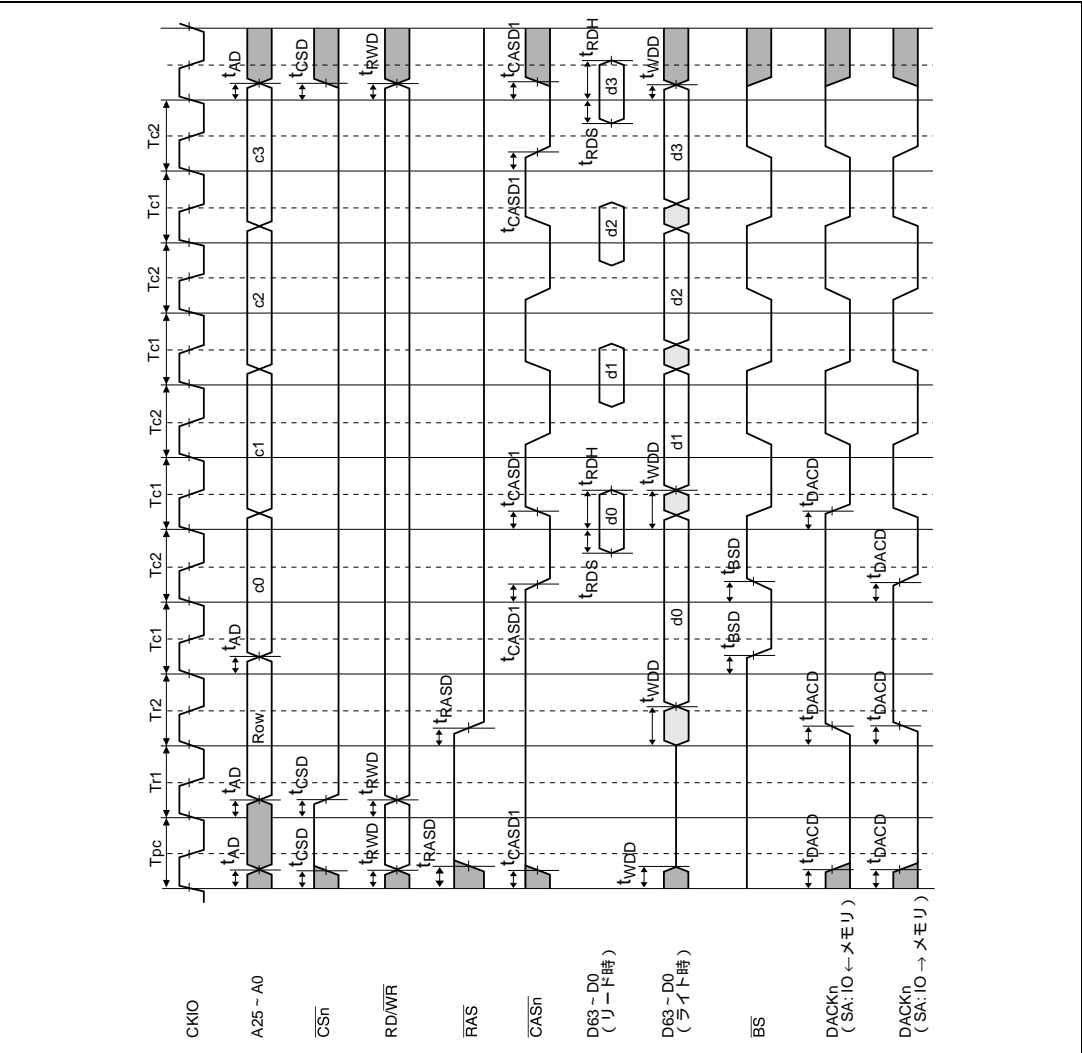 Tpc Tr1 Tr2 Tc1 Tc2 Tc1 Tc2 Tc1 Tc2 Tc1 Tc2
CKIO
tAD tAD tAD tAD
A25 ~ A0 Row c0 c1 c2 c3
tCSD tCSD tCSD
CSn
tRWD tRWD tRWD
RD/WR
tRASD tRASD
RAS
tCASD1 tCASD1 tCASD1 tCASD1 tCASD1
CASn
tRDS tRDH tRDS tRDH
D63 ~ D0 d0 d1 d2 d3
(リード時)
tWDD tWDD tWDD tWDD
D63 ~ D0 d0 d1 d2 d3
(ライト時)
tBSD tBSD
BS
tDACD tDACD tDACD
DACKn
(SA: IO ← メモリ)
tDACD tDACD tDACD
DACKn
(SA: IO → メモリ)